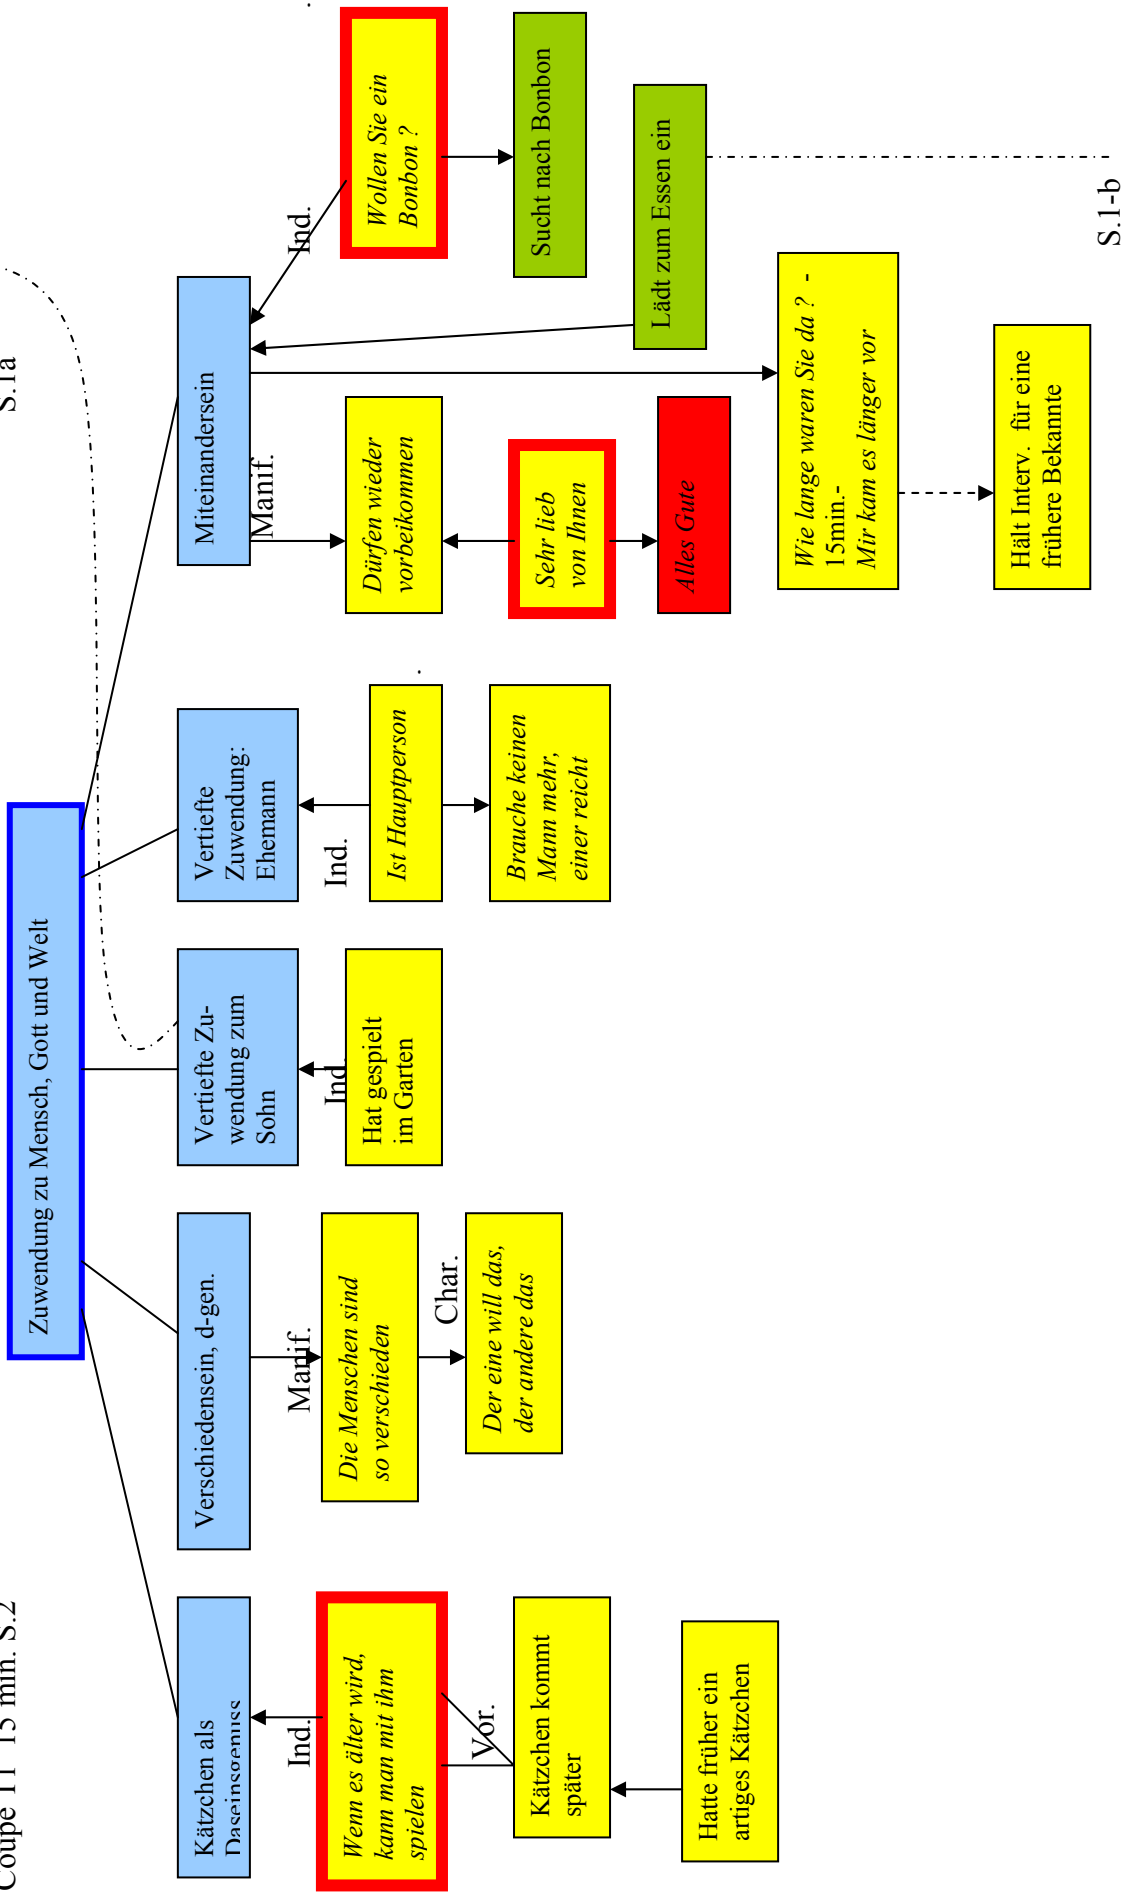 Coupe 11 15 min. S.2
S.1a
Zuwendung zu Mensch, Gott und Welt
Kätzchen als
Daseinsgenuss
Verschiedensein, d-gen.
Vertiefte Zu-
wendung zum
Sohn
Vertiefte
Zuwendung:
Ehemann
Miteinandersein
Ind.
Wenn es älter wird,
kann man mit ihm
spielen
Vor.
Kätzchen kommt
später
Hatte früher ein
artiges Kätzchen
Manif.
Die Menschen sind
so verschieden
Char.
Der eine will das,
der andere das
Ind.
Hat gespielt
im Garten
Ind.
Ist Hauptperson
Brauche keinen
Mann mehr,
einer reicht
Manif.
Dürfen wieder
vorbeikommen
Sehr lieb
von Ihnen
Alles Gute
Ind.
Wollen Sie ein
Bonbon ?
Sucht nach Bonbon
Lädt zum Essen ein
Wie lange waren Sie da ? -
15min.-
Mir kam es länger vor
Hält Interv. für eine
frühere Bekannte
S.1-b